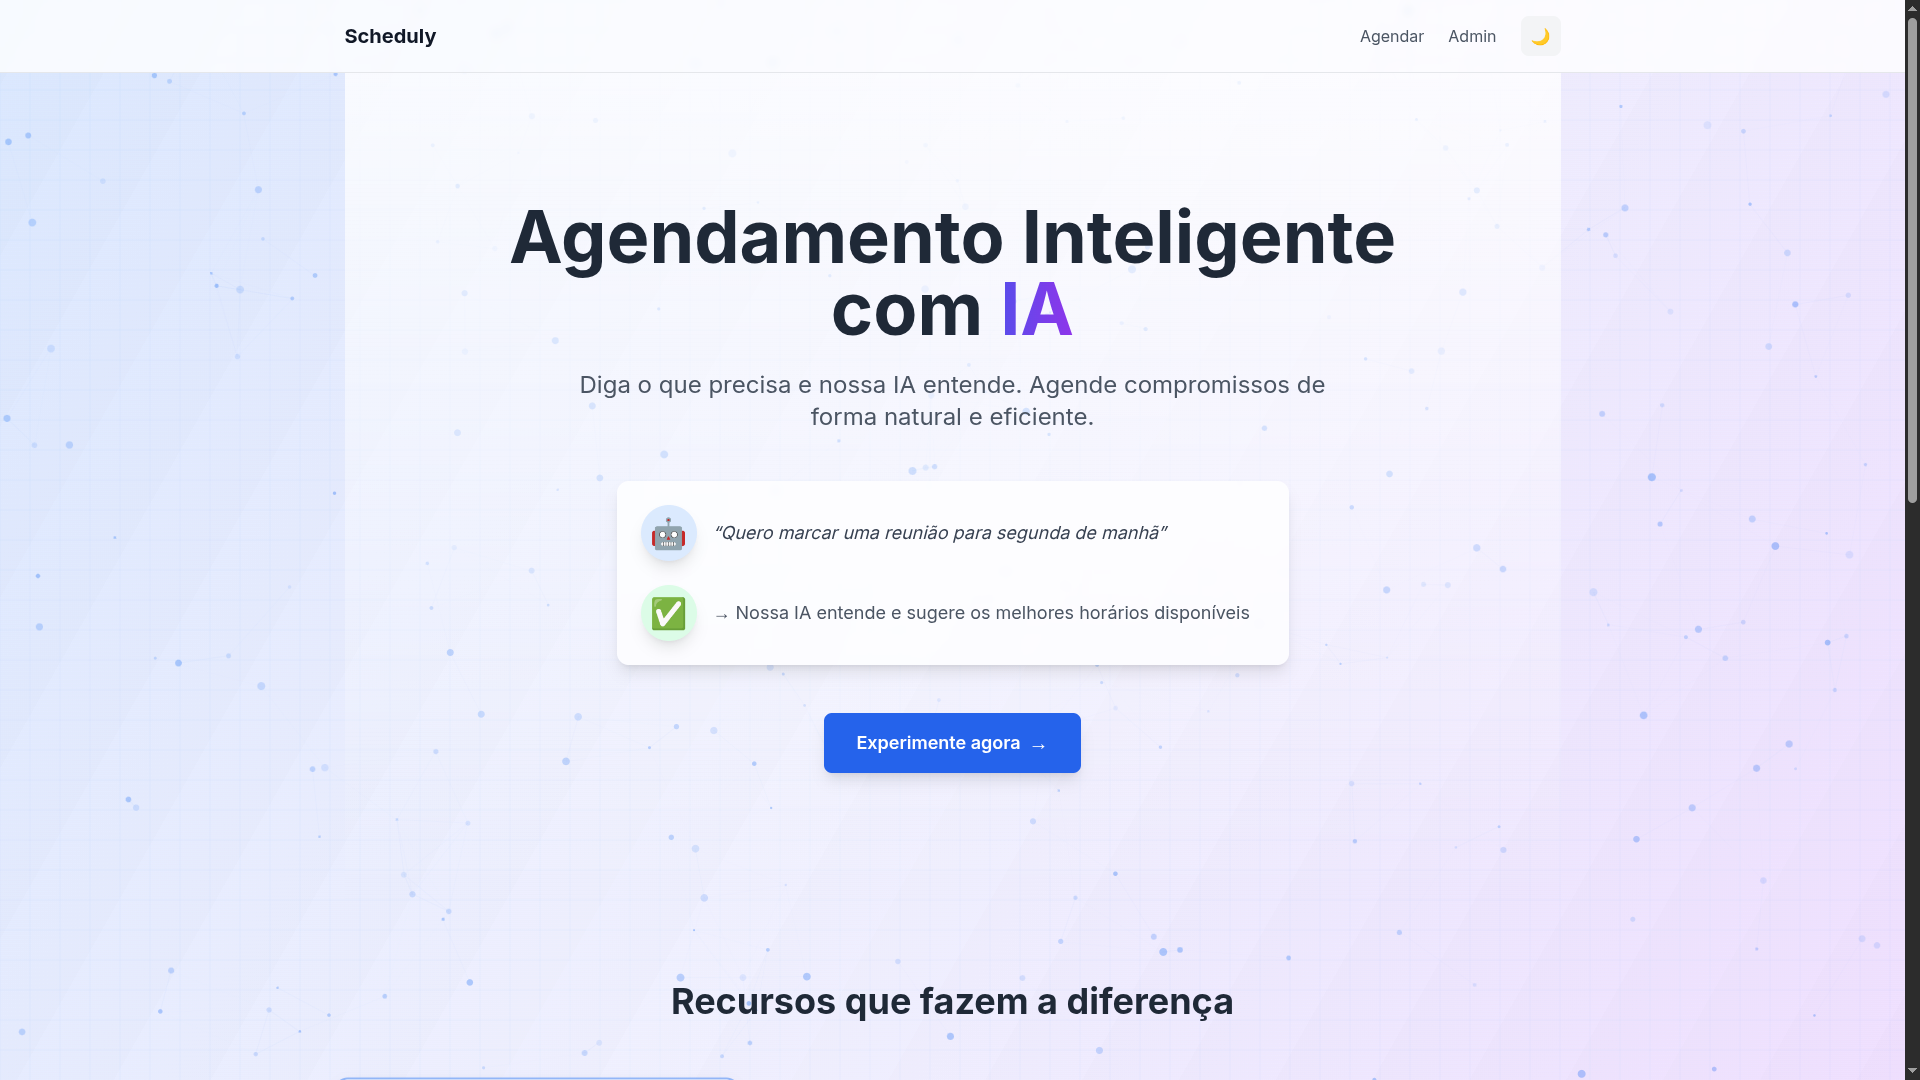 Scheduly
Agendar
Admin
Agendamento Inteligente
com IA
Diga o que precisa e nossa IA entende. Agende compromissos de
forma natural e eficiente.
“Quero marcar uma reunião para segunda de manhã”
→ Nossa IA entende e sugere os melhores horários disponíveis
Experimente agora →
Recursos que fazem a diferença